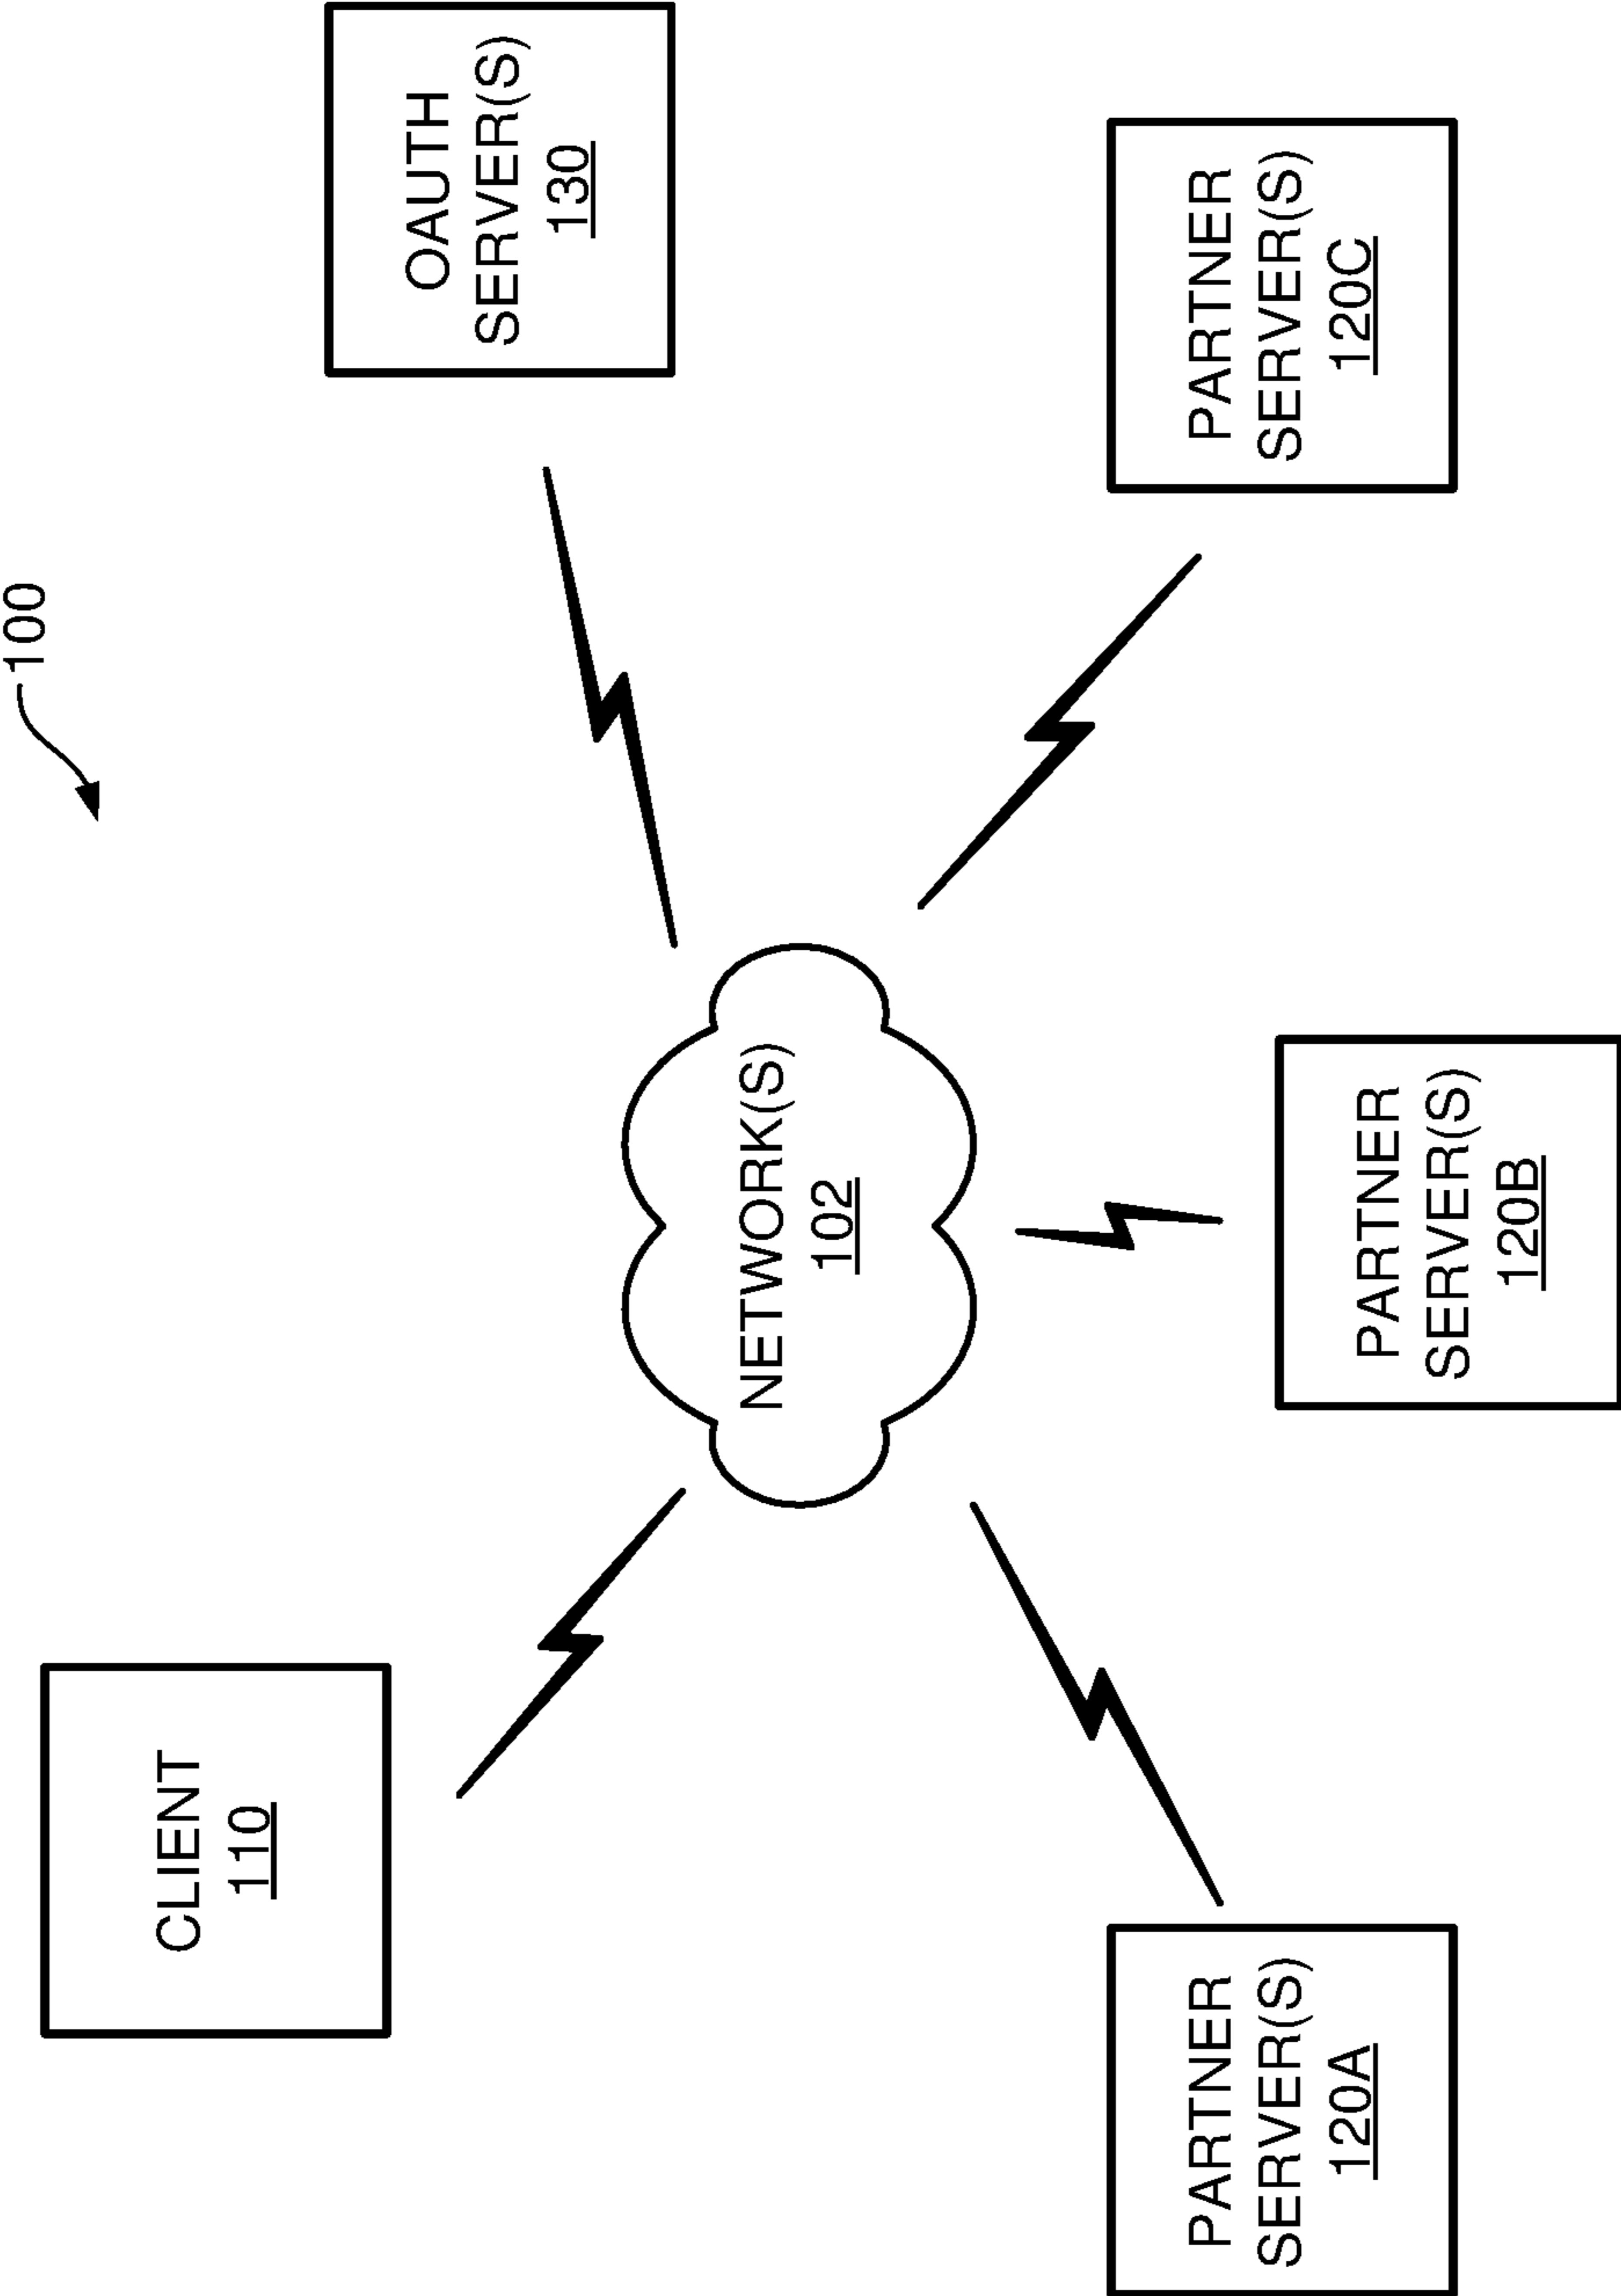 100
CLIENT
110
OAUTH
SERVER(S)
130
NETWORK(S)
102
PARTNER
SERVER(S)
120A
PARTNER
SERVER(S)
120B
PARTNER
SERVER(S)
120C